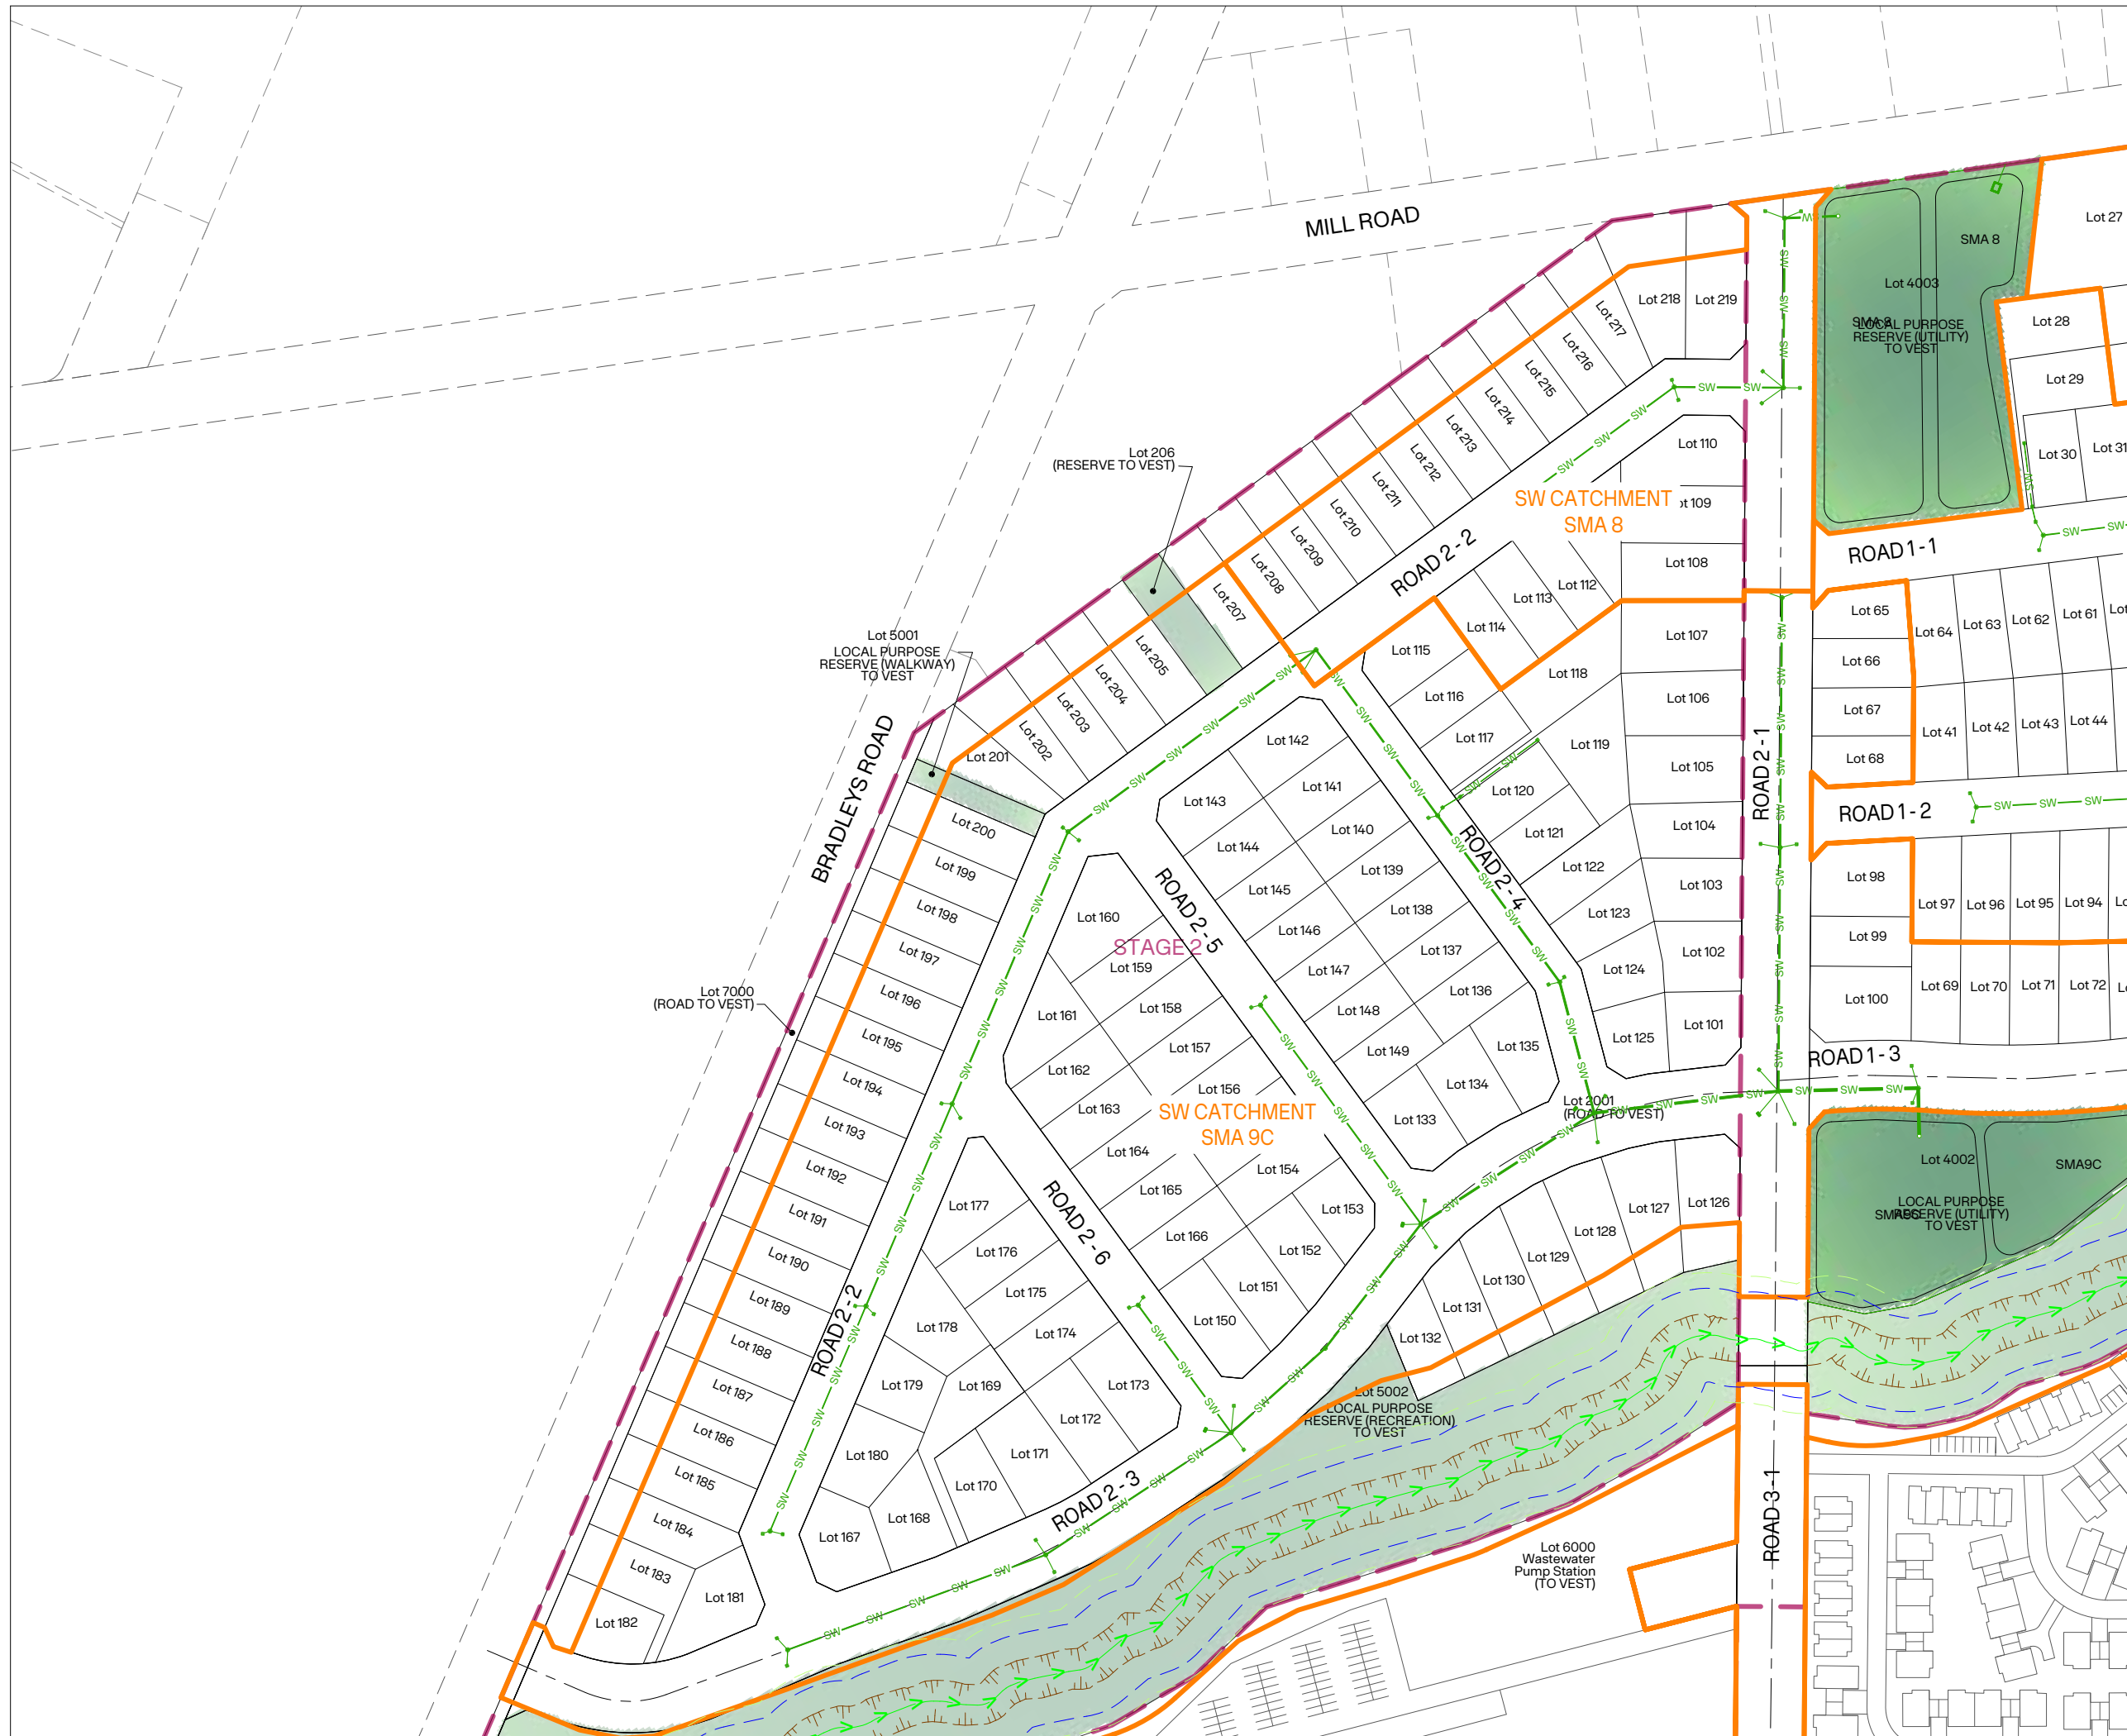 MILL ROAD
Lot 27
SMA 8
Lot 4003
SMA 8
LOCAL PURPOSE
RESERVE (UTILITY)
TO VEST
Lot 28
Lot 29
Lot 30
Lot 31
Lot 219
Lot 218
Lot 217
Lot 216
Lot 215
Lot 214
Lot 213
Lot 212
Lot 211
Lot 210
Lot 209
Lot 208
Lot 207
Lot 206
(RESERVE TO VEST)
Lot 205
Lot 204
Lot 203
Lot 202
Lot 201
Lot 5001
LOCAL PURPOSE
RESERVE (WALKWAY)
TO VEST
SW CATCHMENT
SMA 8
ROAD 2 - 2
ROAD 1 - 1
Lot 110
ot 109
Lot 108
Lot 107
Lot 106
Lot 105
Lot 104
Lot 103
Lot 102
Lot 101
Lot 112
Lot 113
Lot 114
Lot 115
Lot 116
Lot 117
Lot 118
Lot 119
Lot 120
Lot 121
Lot 122
Lot 123
Lot 124
Lot 125
ROAD 2 - 1
ROAD 2 - 4
Lot 65
Lot 66
Lot 67
Lot 68
Lot 64
Lot 63
Lot 62
Lot 61
Lot
Lot 41
Lot 42
Lot 43
Lot 44
ROAD 1 - 2
Lot 98
Lot 99
Lot 100
Lot 97
Lot 96
Lot 95
Lot 94
Lot 69
Lot 70
Lot 71
Lot 72
ROAD 1 - 3
BRADLEYS ROAD
Lot 7000
(ROAD TO VEST)
Lot 200
Lot 199
Lot 198
Lot 197
Lot 196
Lot 195
Lot 194
Lot 193
Lot 192
Lot 191
Lot 190
Lot 189
Lot 188
Lot 187
Lot 186
Lot 185
Lot 184
Lot 183
Lot 182
Lot 181
ROAD 2 - 2
Lot 142
Lot 141
Lot 140
Lot 139
Lot 138
Lot 137
Lot 136
Lot 135
Lot 134
Lot 133
Lot 143
Lot 144
Lot 145
Lot 146
Lot 147
Lot 148
Lot 149
ROAD 2 - 5
STAGE 2
Lot 160
Lot 159
Lot 158
Lot 157
Lot 156
Lot 161
Lot 162
Lot 163
Lot 164
Lot 165
Lot 166
SW CATCHMENT
SMA 9C
Lot 154
Lot 153
Lot 152
Lot 151
Lot 150
ROAD 2 - 6
Lot 177
Lot 176
Lot 175
Lot 174
Lot 173
Lot 172
Lot 171
Lot 170
Lot 169
Lot 178
Lot 179
Lot 180
Lot 168
Lot 167
ROAD 2 - 3
Lot 2001
(ROAD TO VEST)
Lot 126
Lot 127
Lot 128
Lot 129
Lot 130
Lot 131
Lot 132
Lot 4002
SMA9C
LOCAL PURPOSE
RESERVE (UTILITY)
TO VEST
Lot 5002
LOCAL PURPOSE
RESERVE (RECREATION)
TO VEST
Lot 6000
Wastewater
Pump Station
(TO VEST)
ROAD 3-1
SW